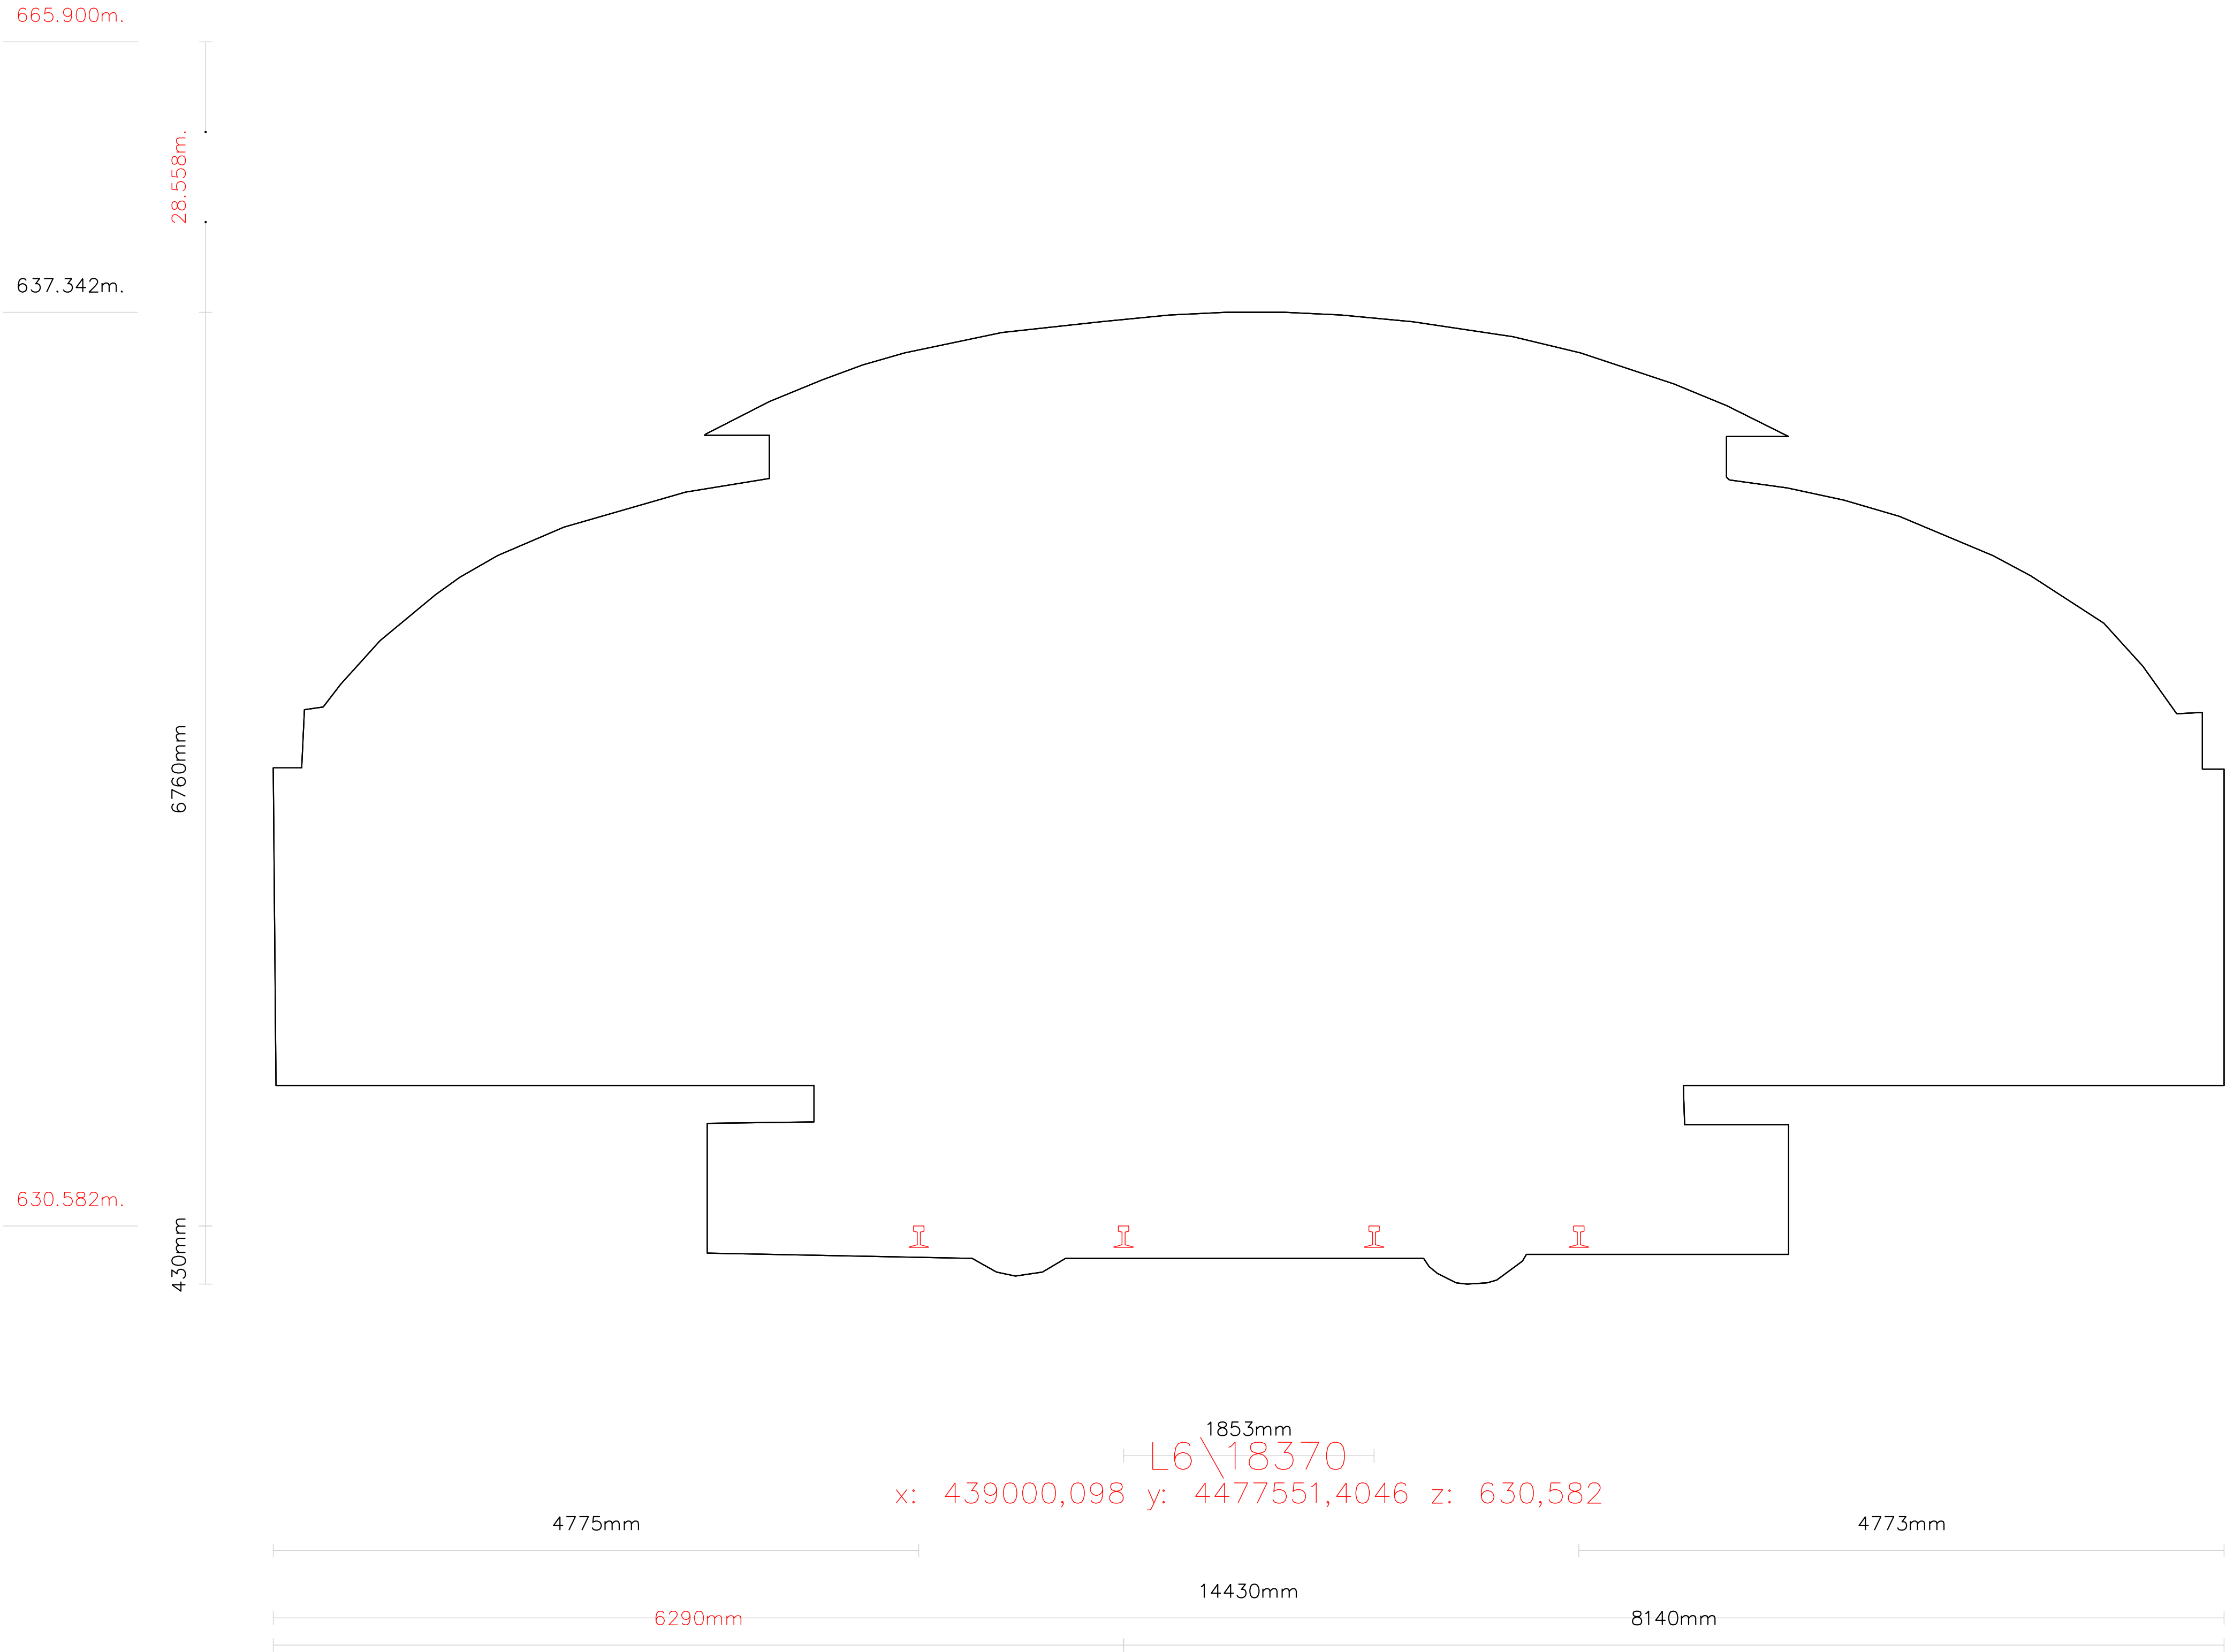 665.900m.
28.558m.
637.342m.
6760mm
630.582m.
430mm
1853mm
L6\18370
x: 439000,098 y: 4477551,4046 z: 630,582
4775mm
4773mm
14430mm
6290mm
8140mm